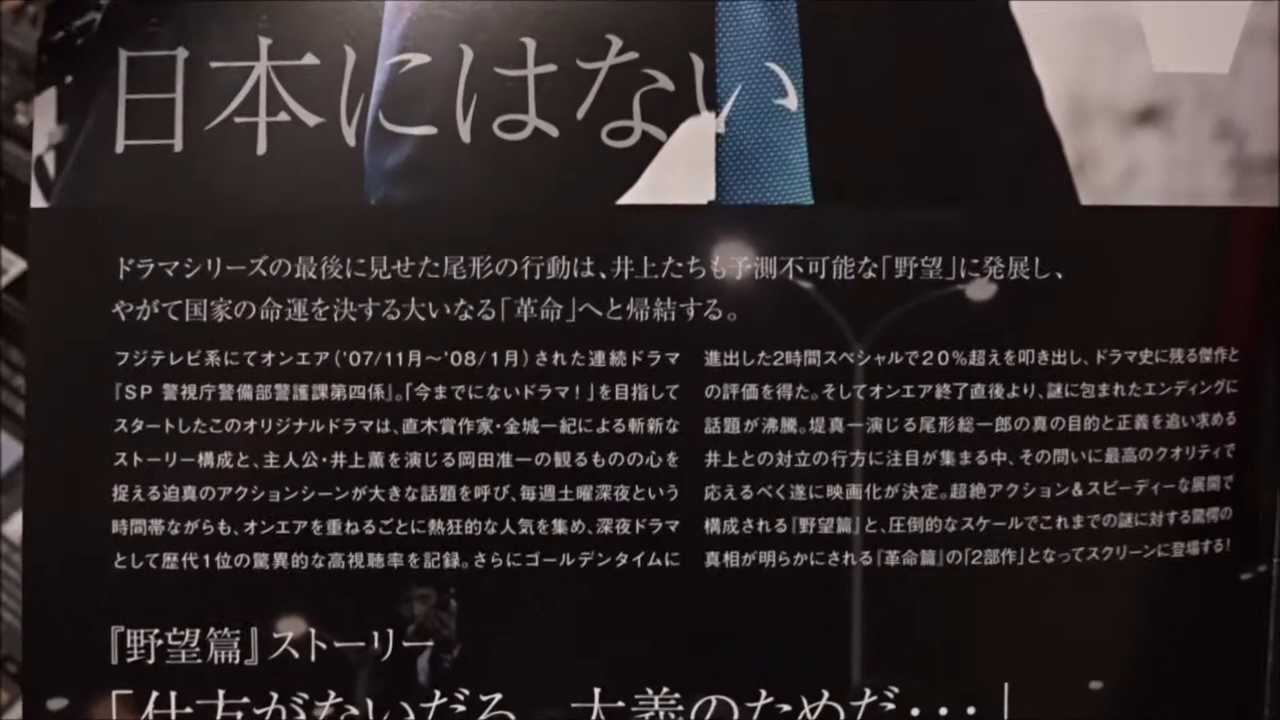 日本にはない
ドラマシリーズの最後に見せた尾形の行動は、井上たちも予測不可能な「野望」に発展し、
やがて国家の命運を決する大いなる「革命」へと帰結する。
フジテレビ系にてオンエア('07/11月〜'08/1月)された連続ドラマ
『SP 警視庁警備部警護課第四係』。「今までにないドラマ!」を目指して
スタートしたこのオリジナルドラマは、直木賞作家・金城一紀による斬新な
ストーリー構成と、主人公・井上薫を演じる岡田准一の観るものの心を
捉える迫真のアクションシーンが大きな話題を呼び、毎週土曜深夜という
時間帯ながらも、オンエアを重ねるごとに熱狂的な人気を集め、深夜ドラマ
として歴代1位の驚異的な高視聴率を記録。さらにゴールデンタイムに
進出した2時間スペシャルで20%超えを叩き出し、ドラマ史に残る傑作と
の評価を得た。そしてオンエア終了直後より、謎に包まれたエンディングに
話題が沸騰。堤真一演じる尾形総一郎の真の目的と正義を追い求める
井上との対立の行方に注目が集まる中、その問いに最高のクオリティで
応えるべく遂に映画化が決定。超絶アクション&スピーディーな展開で
構成される『野望篇』と、圧倒的なスケールでこれまでの謎に対する驚愕の
真相が明らかにされる『革命篇』の「2部作」となってスクリーンに登場する!
『野望篇』ストーリー
「仕方がないだろ 大義のためだ・・・」